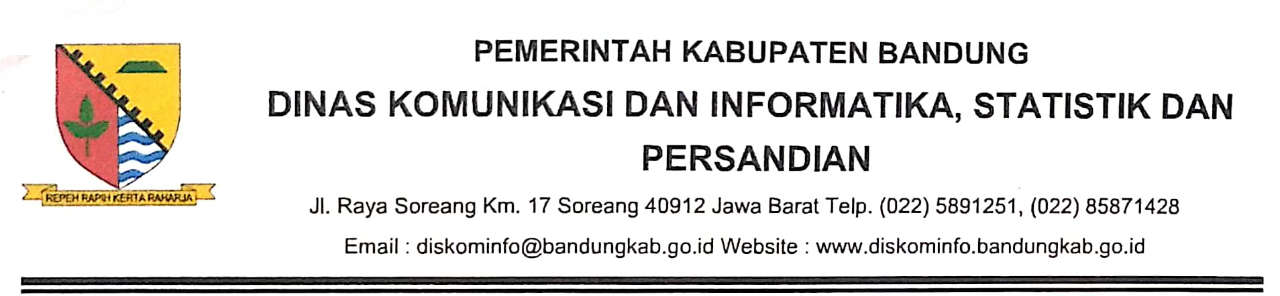 PEMERINTAH KABUPATEN BANDUNG
DINAS KOMUNIKASI DAN INFORMATIKA, STATISTIK DAN
PERSANDIAN
REPEH RAPIH KERTA RAHARJA
Jl. Raya Soreang Km. 17 Soreang 40912 Jawa Barat Telp. (022) 5891251, (022) 85871428
Email : diskominfo@bandungkab.go.id Website : www.diskominfo.bandungkab.go.id